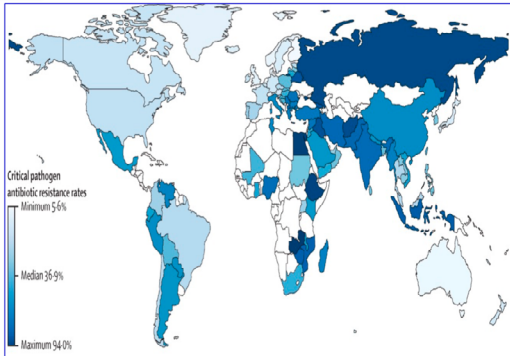 Critical pathogen
antibiotic resistance rates
Minimum 5·6%
Median 36·9%
Maximum 94·0%